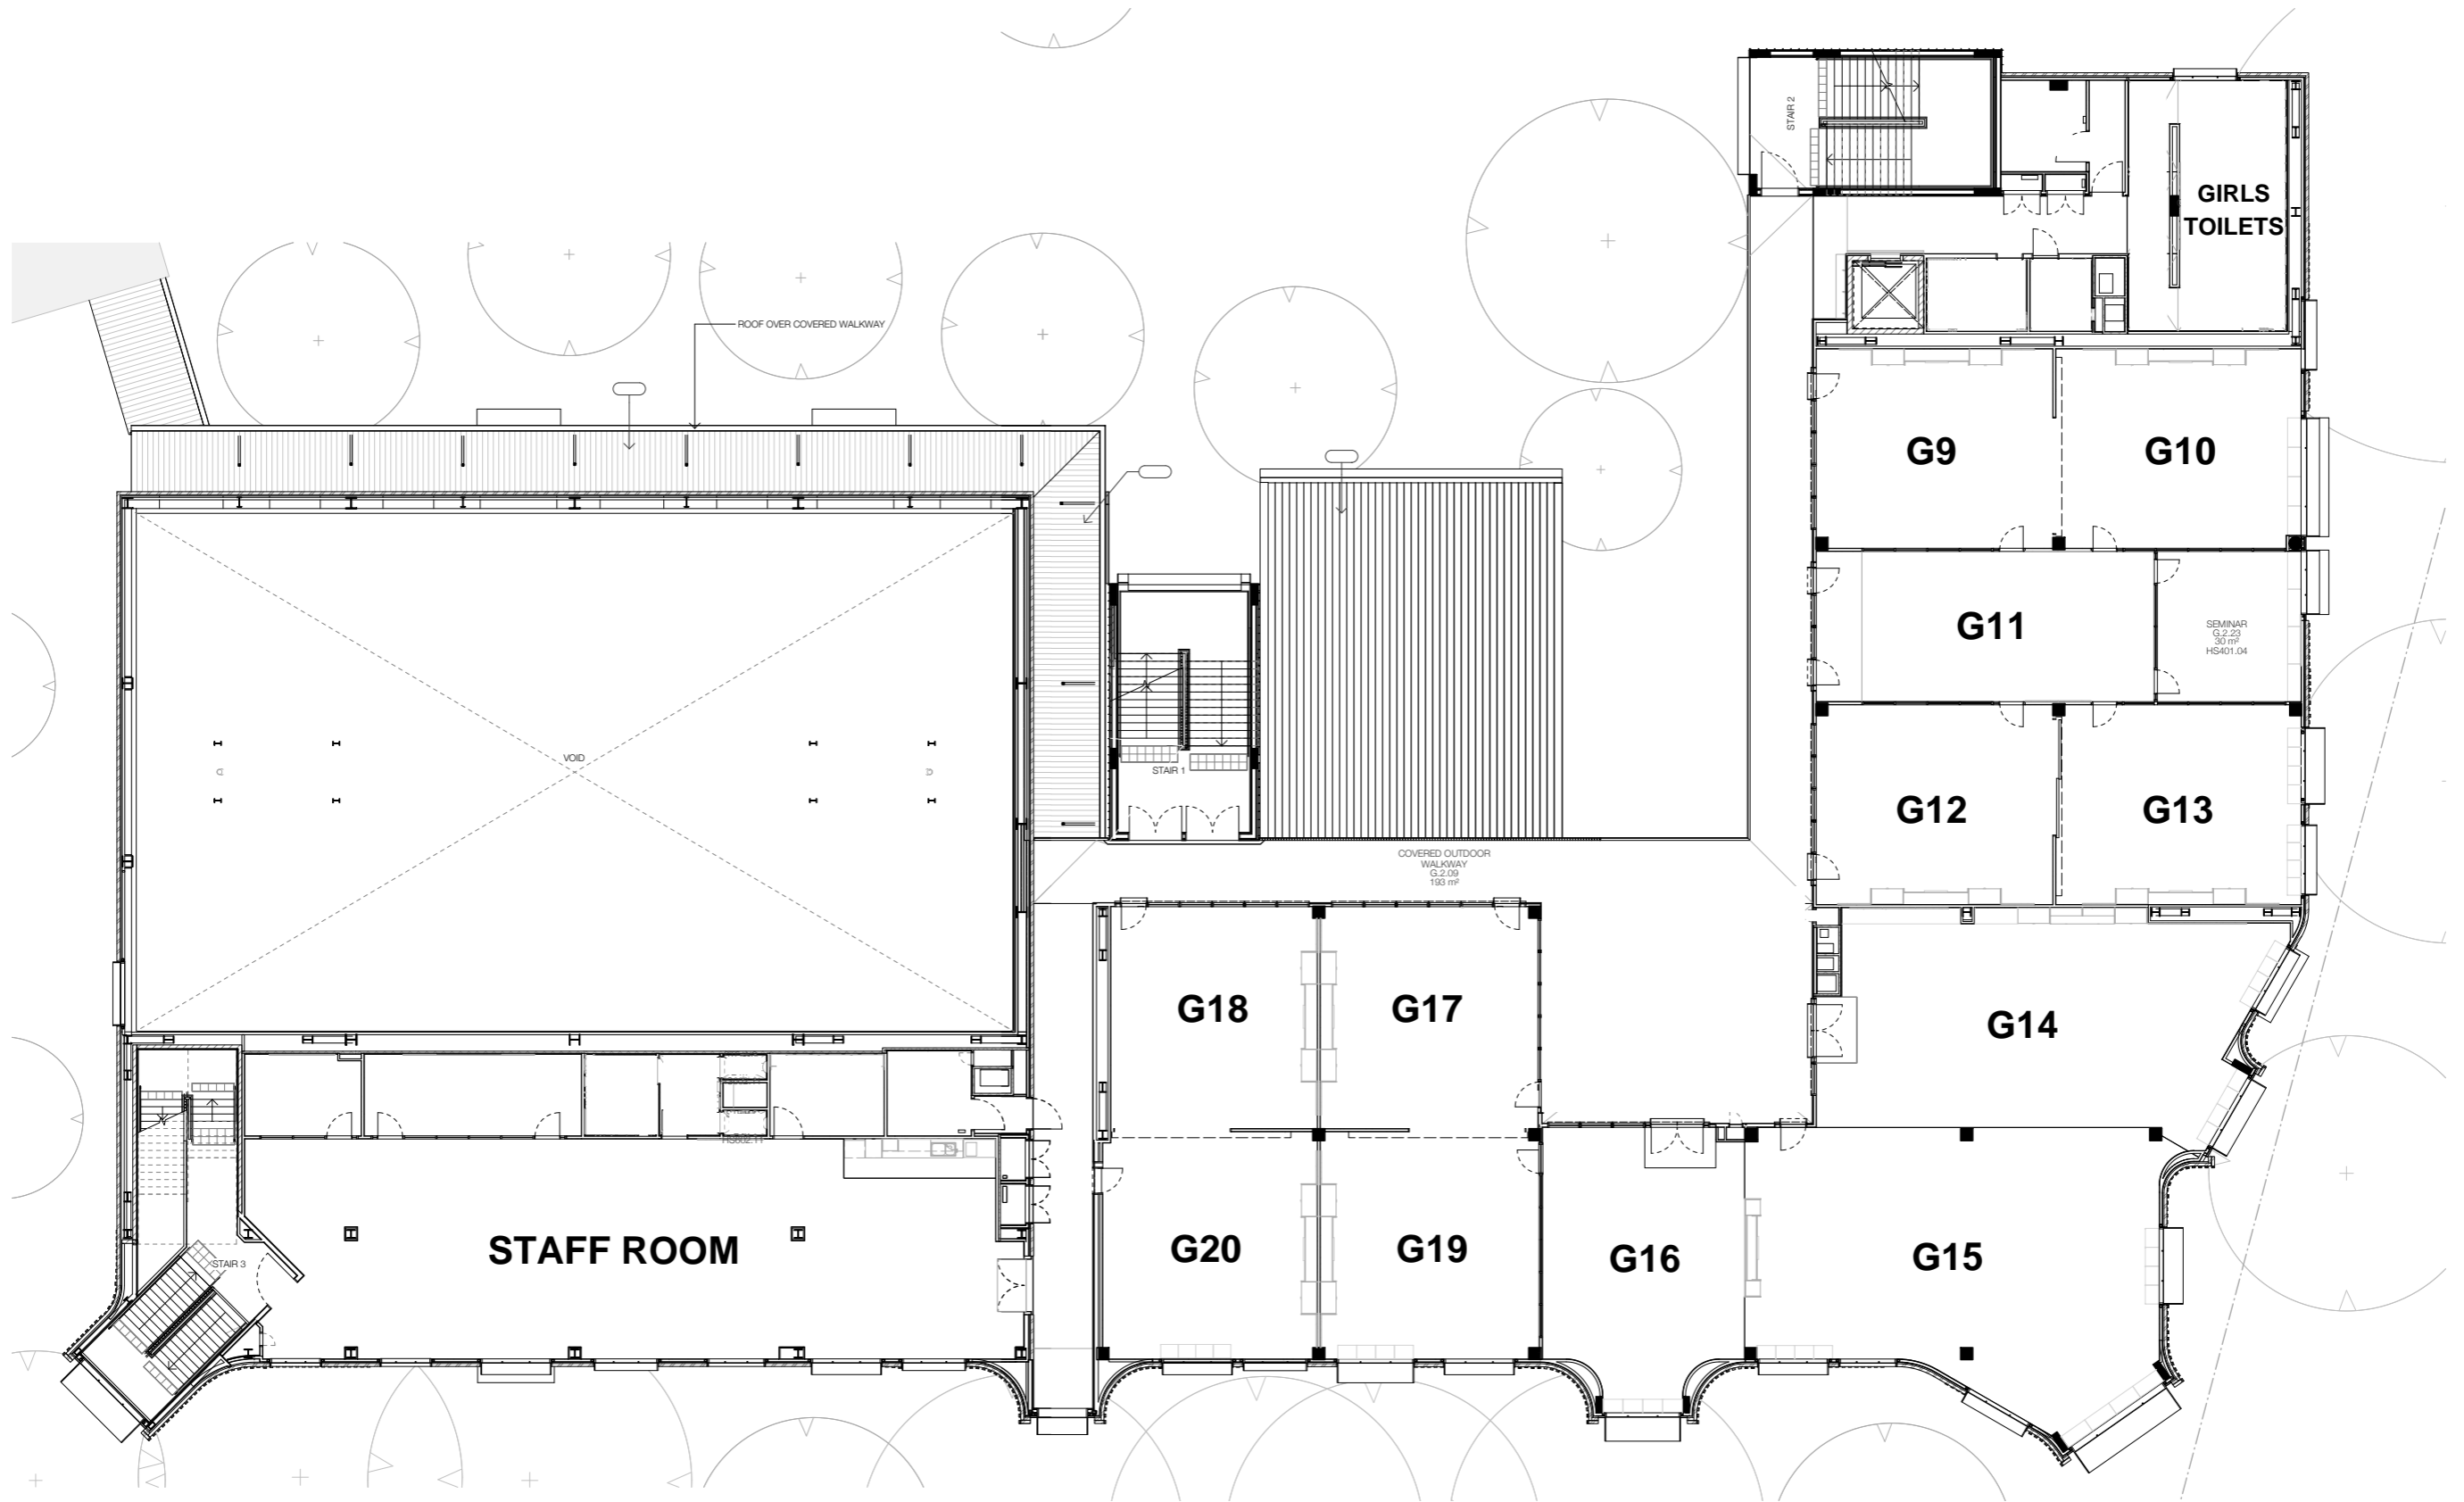 STAIR 2
GIRLS
TOILETS
ROOF OVER COVERED WALKWAY
G9
G10
G11
SEMINAR
G.2.23
30 m²
HS401.04
VOID
STAIR 1
G12
G13
COVERED OUTDOOR
WALKWAY
G.2.09
193 m²
G18
G17
G14
STAFF ROOM
STAIR 3
G20
G19
G16
G15